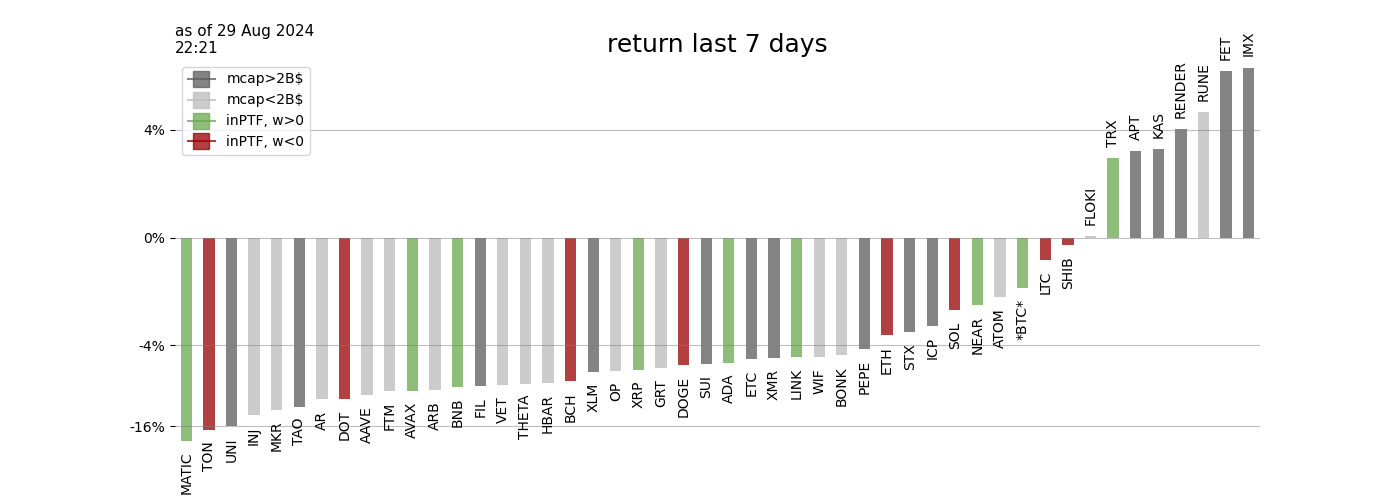 as of 29 Aug 2024
22:21
return last 7 days
mcap>2B$
mcap<2B$
inPTF, w>0
inPTF, w<0
4%
0%
-4%
-16%
MATIC
TON
UNI
INJ
MKR
TAO
AR
DOT
AAVE
FTM
AVAX
ARB
BNB
FIL
VET
THETA
HBAR
BCH
XLM
OP
XRP
GRT
DOGE
SUI
ADA
ETC
XMR
LINK
WIF
BONK
PEPE
ETH
STX
ICP
SOL
NEAR
ATOM
*BTC*
LTC
SHIB
FLOKI
TRX
APT
KAS
RENDER
RUNE
FET
IMX